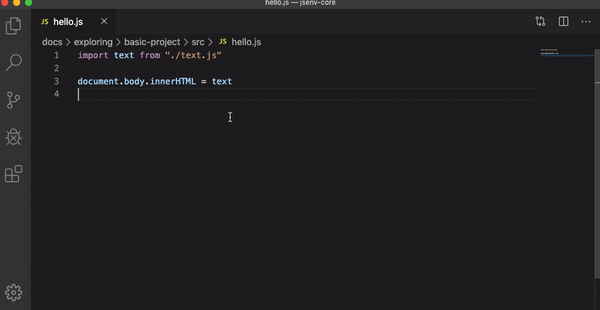 hello.js — jsenv-core
JS hello.js ×
docs > exploring > basic-project > src > JS hello.js
1 import text from "./text.js"
2
3 document.body.innerHTML = text
4